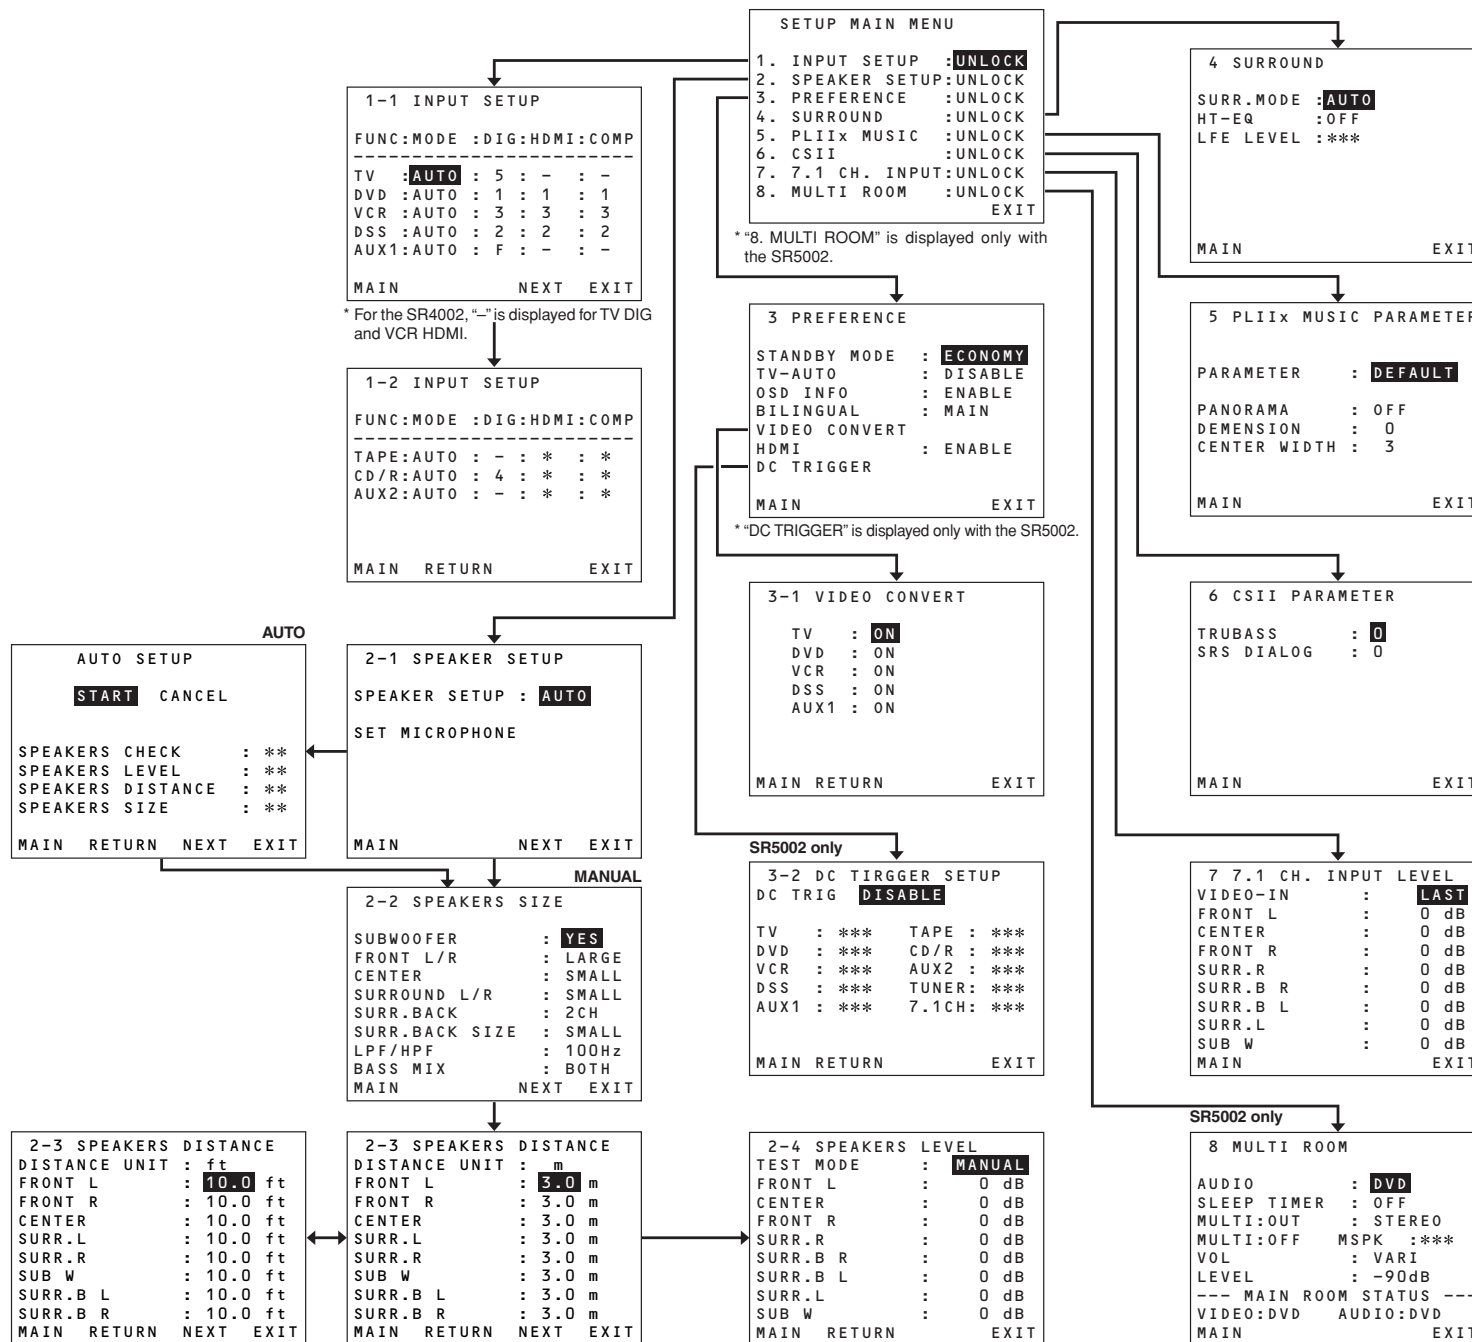 SETUP MAIN MENU
1. INPUT SETUP :UNLOCK
2. SPEAKER SETUP:UNLOCK
3. PREFERENCE :UNLOCK
4. SURROUND :UNLOCK
5. PLIIx MUSIC :UNLOCK
6. CSII :UNLOCK
7. 7.1 CH. INPUT:UNLOCK
8. MULTI ROOM :UNLOCK
EXIT
* “8. MULTI ROOM” is displayed only with
the SR5002.
1-1 INPUT SETUP
FUNC:MODE :DIG:HDMI:COMP
------------------------
TV :AUTO : 5 : - : -
DVD :AUTO : 1 : 1 : 1
VCR :AUTO : 3 : 3 : 3
DSS :AUTO : 2 : 2 : 2
AUX1:AUTO : F : - : -
MAIN NEXT EXIT
* For the SR4002, “–” is displayed for TV DIG
and VCR HDMI.
1-2 INPUT SETUP
FUNC:MODE :DIG:HDMI:COMP
------------------------
TAPE:AUTO : - : * : *
CD/R:AUTO : 4 : * : *
AUX2:AUTO : - : * : *
MAIN RETURN EXIT
AUTO
AUTO SETUP
START CANCEL
SPEAKERS CHECK : **
SPEAKERS LEVEL : **
SPEAKERS DISTANCE : **
SPEAKERS SIZE : **
MAIN RETURN NEXT EXIT
2-1 SPEAKER SETUP
SPEAKER SETUP : AUTO
SET MICROPHONE
MAIN NEXT EXIT
MANUAL
2-2 SPEAKERS SIZE
SUBWOOFER : YES
FRONT L/R : LARGE
CENTER : SMALL
SURROUND L/R : SMALL
SURR.BACK : 2CH
SURR.BACK SIZE : SMALL
LPF/HPF : 100Hz
BASS MIX : BOTH
MAIN NEXT EXIT
2-3 SPEAKERS DISTANCE
DISTANCE UNIT : ft
FRONT L : 10.0 ft
FRONT R : 10.0 ft
CENTER : 10.0 ft
SURR.L : 10.0 ft
SURR.R : 10.0 ft
SUB W : 10.0 ft
SURR.B L : 10.0 ft
SURR.B R : 10.0 ft
MAIN RETURN NEXT EXIT
2-3 SPEAKERS DISTANCE
DISTANCE UNIT : m
FRONT L : 3.0 m
FRONT R : 3.0 m
CENTER : 3.0 m
SURR.L : 3.0 m
SURR.R : 3.0 m
SUB W : 3.0 m
SURR.B L : 3.0 m
SURR.B R : 3.0 m
MAIN RETURN NEXT EXIT
3 PREFERENCE
STANDBY MODE : ECONOMY
TV-AUTO : DISABLE
OSD INFO : ENABLE
BILINGUAL : MAIN
VIDEO CONVERT
HDMI : ENABLE
DC TRIGGER
MAIN EXIT
* “DC TRIGGER” is displayed only with the SR5002.
3-1 VIDEO CONVERT
TV : ON
DVD : ON
VCR : ON
DSS : ON
AUX1 : ON
MAIN RETURN EXIT
SR5002 only
3-2 DC TIRGGER SETUP
DC TRIG DISABLE
TV : *** TAPE : ***
DVD : *** CD/R : ***
VCR : *** AUX2 : ***
DSS : *** TUNER: ***
AUX1 : *** 7.1CH: ***
MAIN RETURN EXIT
2-4 SPEAKERS LEVEL
TEST MODE : MANUAL
FRONT L : 0 dB
CENTER : 0 dB
FRONT R : 0 dB
SURR.R : 0 dB
SURR.B R : 0 dB
SURR.B L : 0 dB
SURR.L : 0 dB
SUB W : 0 dB
MAIN RETURN EXIT
4 SURROUND
SURR.MODE :AUTO
HT-EQ :OFF
LFE LEVEL :***
MAIN EXIT
5 PLIIx MUSIC PARAMETER
PARAMETER : DEFAULT
PANORAMA : OFF
DEMENSION : 0
CENTER WIDTH : 3
MAIN EXIT
6 CSII PARAMETER
TRUBASS : 0
SRS DIALOG : 0
MAIN EXIT
7 7.1 CH. INPUT LEVEL
VIDEO-IN : LAST
FRONT L : 0 dB
CENTER : 0 dB
FRONT R : 0 dB
SURR.R : 0 dB
SURR.B R : 0 dB
SURR.B L : 0 dB
SURR.L : 0 dB
SUB W : 0 dB
MAIN EXIT
SR5002 only
8 MULTI ROOM
AUDIO : DVD
SLEEP TIMER : OFF
MULTI:OUT : STEREO
MULTI:OFF MSPK :***
VOL : VARI
LEVEL : -90dB
--- MAIN ROOM STATUS ---
VIDEO:DVD AUDIO:DVD
MAIN EXIT